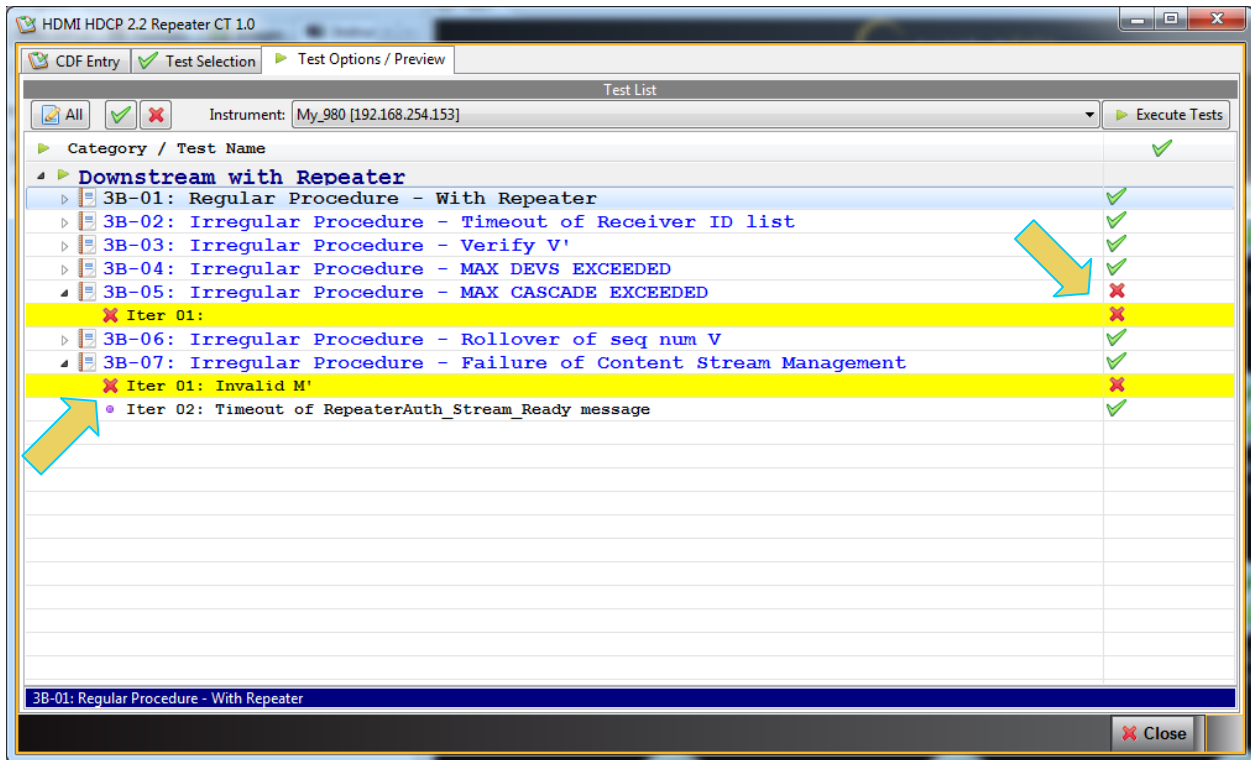 HDMI HDCP 2.2 Repeater CT 1.0
CDF Entry Test Selection Test Options / Preview
Test List
All Instrument: My_980 [192.168.254.153] Execute Tests
Category / Test Name
Downstream with Repeater
3B-01: Regular Procedure - With Repeater
3B-02: Irregular Procedure - Timeout of Receiver ID list
3B-03: Irregular Procedure - Verify V'
3B-04: Irregular Procedure - MAX DEVS EXCEEDED
3B-05: Irregular Procedure - MAX CASCADE EXCEEDED
Iter 01:
3B-06: Irregular Procedure - Rollover of seq num V
3B-07: Irregular Procedure - Failure of Content Stream Management
Iter 01: Invalid M'
Iter 02: Timeout of RepeaterAuth_Stream_Ready message
3B-01: Regular Procedure - With Repeater
Close